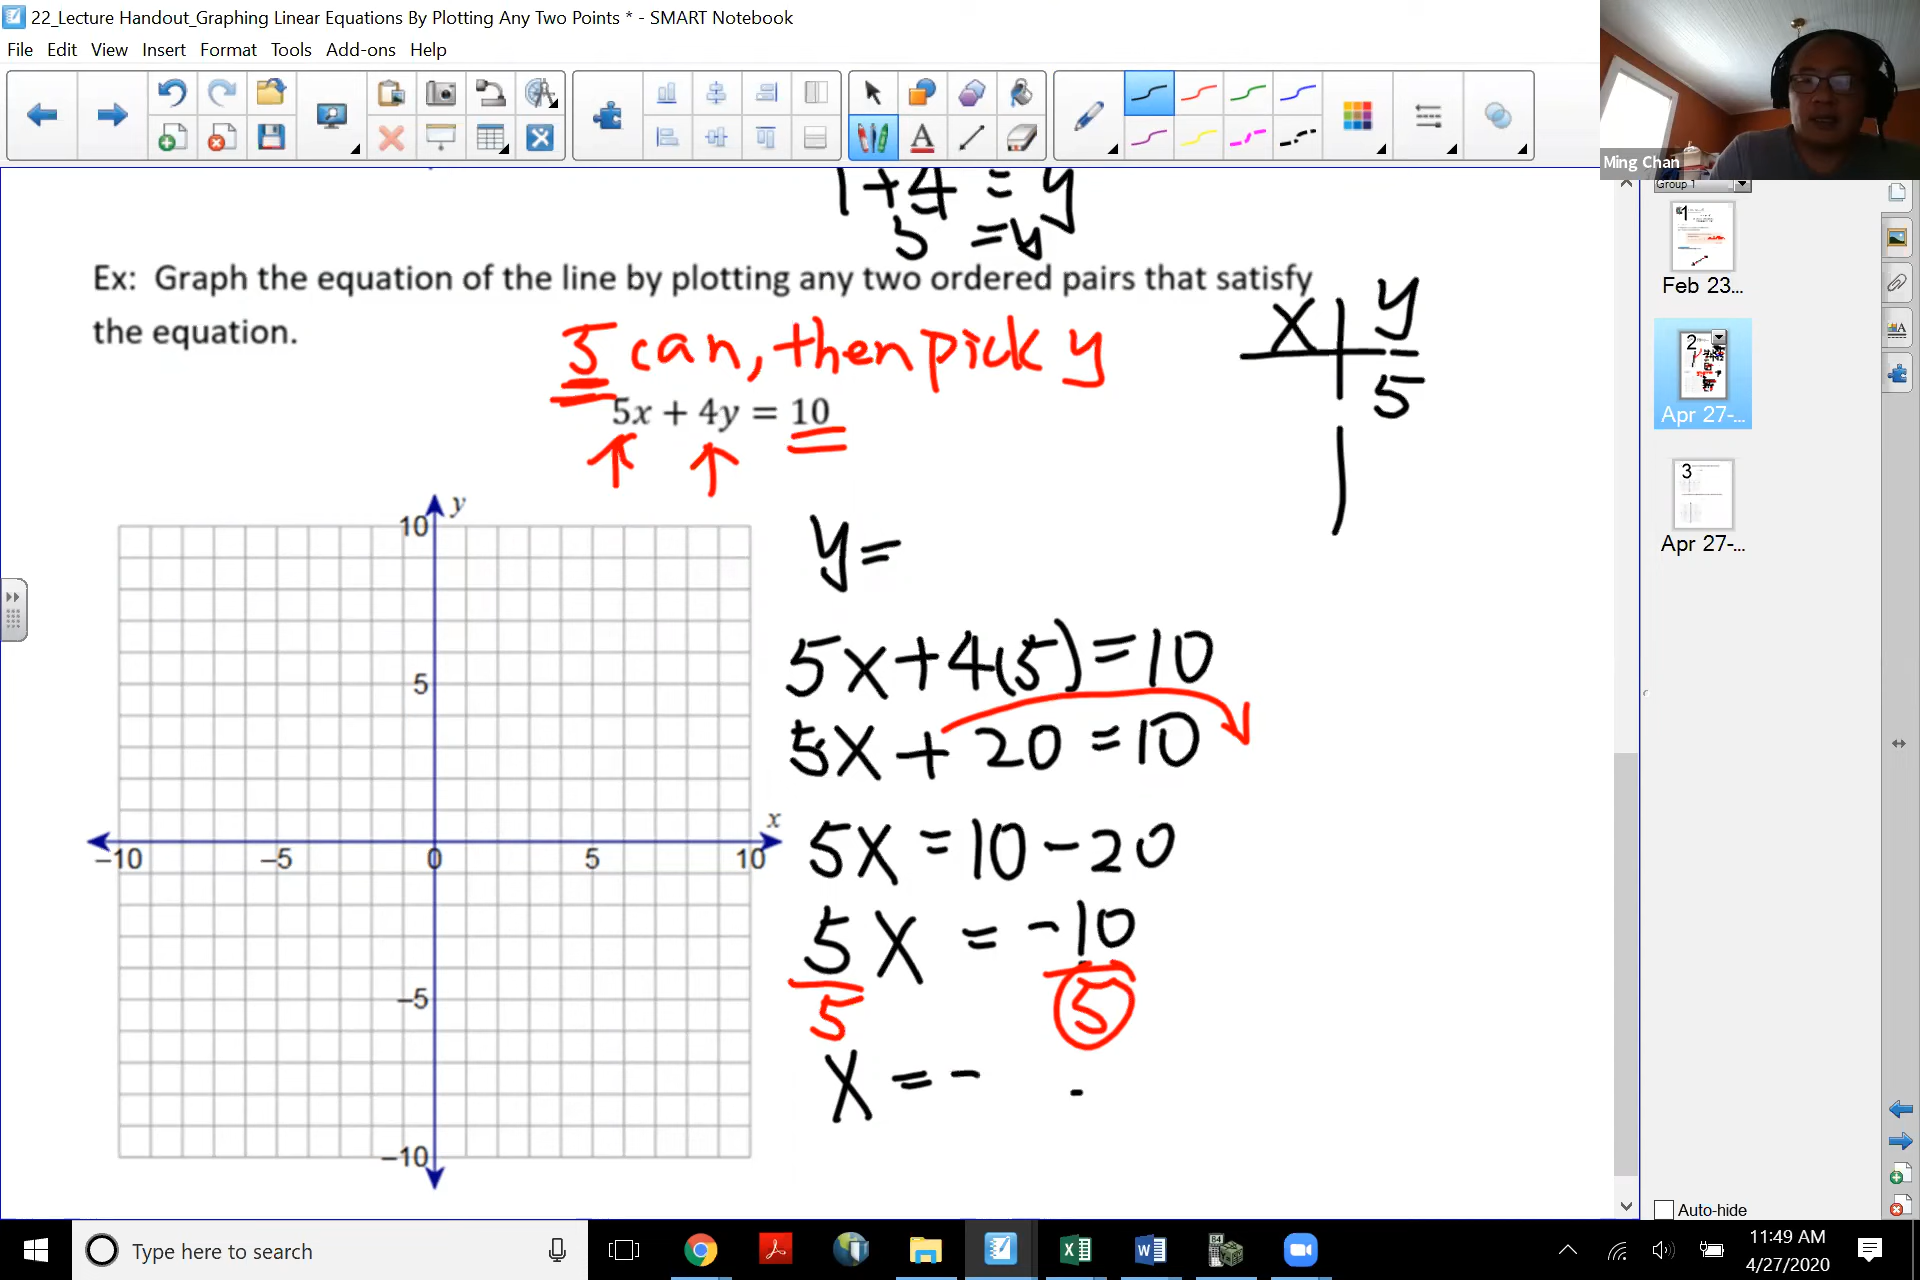 22_Lecture Handout_Graphing Linear Equations By Plotting Any Two Points * - SMART Notebook
File Edit View Insert Format Tools Add-ons Help
Ming Chan
Group 1
1+4 = y
5 = y
Ex: Graph the equation of the line by plotting any two ordered pairs that satisfy
the equation.
5 can, then pick y
x y
5
5x + 4y = 10
y
10
5
x
-10 -5 0 5 10
-5
-10
y =
5x + 4(5) = 10
5x + 20 = 10
5x = 10 - 20
5x = -10
5 5
x = -
1
Feb 23...
2
Apr 27-...
3
Apr 27-...
Auto-hide
Type here to search
11:49 AM
4/27/2020